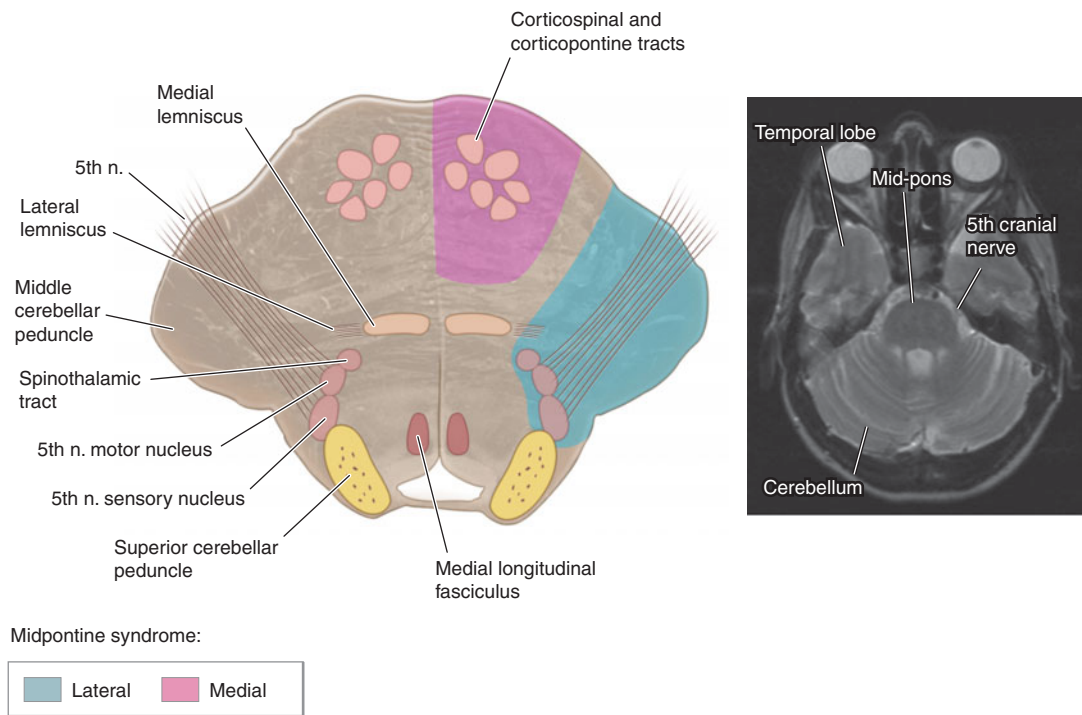 Corticospinal and
corticopontine tracts
Medial
lemniscus
5th n.
Lateral
lemniscus
Middle
cerebellar
peduncle
Spinothalamic
tract
5th n. motor nucleus
5th n. sensory nucleus
Superior cerebellar
peduncle
Medial longitudinal
fasciculus
Temporal lobe
Mid-pons
5th cranial
nerve
Cerebellum
Midpontine syndrome:
Lateral
Medial